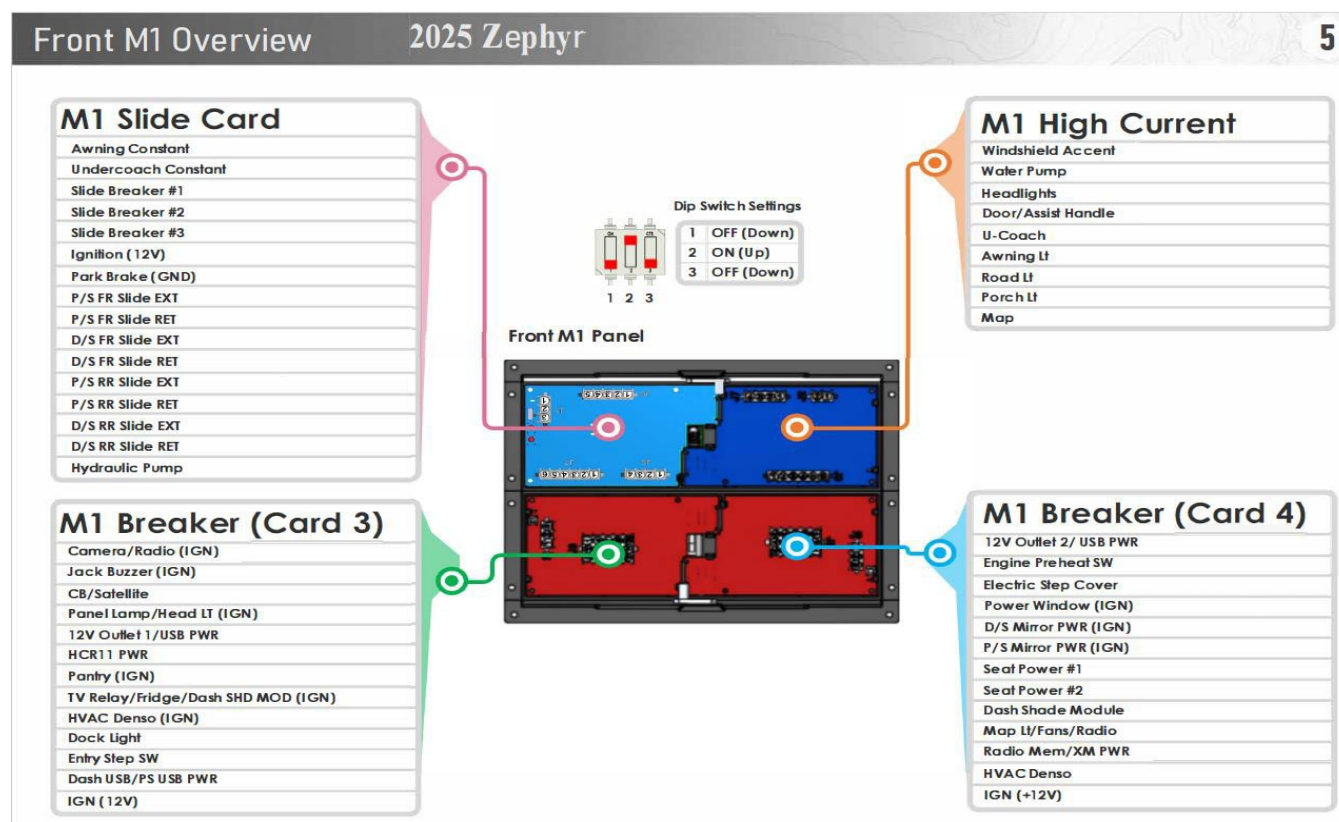 Front M1 Overview 2025 Zephyr 5
M1 Slide Card
Awning Constant
Undercoach Constant
Slide Breaker #1
Slide Breaker #2
Slide Breaker #3
Ignition (12V)
Park Brake (GND)
P/S FR Slide EXT
P/S FR Slide RET
D/S FR Slide EXT
D/S FR Slide RET
P/S RR Slide EXT
P/S RR Slide RET
D/S RR Slide EXT
D/S RR Slide RET
Hydraulic Pump
M1 Breaker (Card 3)
Camera/Radio (IGN)
Jack Buzzer (IGN)
CB/Satellite
Panel Lamp/Head LT (IGN)
12V Outlet 1/USB PWR
HCR11 PWR
Pantry (IGN)
TV Relay/Fridge/Dash SHD MOD (IGN)
HVAC Denso (IGN)
Dock Light
Entry Step SW
Dash USB/PS USB PWR
IGN (12V)
Dip Switch Settings
1 OFF (Down)
2 ON (Up)
3 OFF (Down)
1 2 3
Front M1 Panel
M1 High Current
Windshield Accent
Water Pump
Headlights
Door/Assist Handle
U-Coach
Awning Lt
Road Lt
Porch Lt
Map
M1 Breaker (Card 4)
12V Outlet 2/ USB PWR
Engine Preheat SW
Electric Step Cover
Power Window (IGN)
D/S Mirror PWR (IGN)
P/S Mirror PWR (IGN)
Seat Power #1
Seat Power #2
Dash Shade Module
Map Lt/Fans/Radio
Radio Mem/XM PWR
HVAC Denso
IGN (+12V)